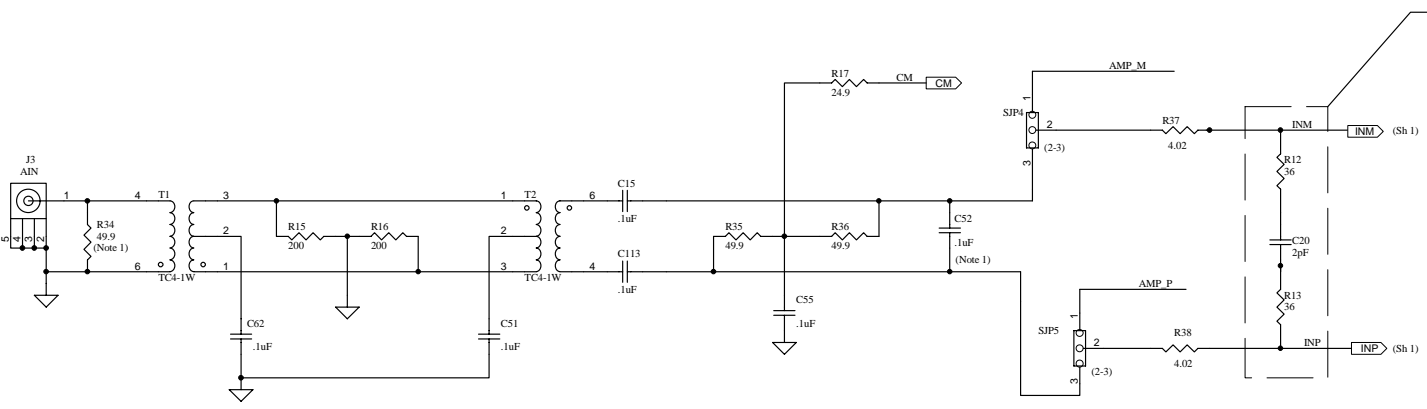 J3
AIN
1
5
4
3
2
R34
49.9
(Note 1)
4
T1
6
TC4-1W
3
2
1
C62
.1uF
R15
200
R16
200
1
T2
2
3
TC4-1W
C51
.1uF
6
C15
.1uF
4
C113
.1uF
R17
24.9
CM
CM
R35
49.9
R36
49.9
C55
.1uF
C52
.1uF
(Note 1)
AMP_M
1
SJP4
2
(2-3)
3
R37
4.02
INM
INM
(Sh 1)
R12
36
C20
2pF
R13
36
AMP_P
1
SJP5
2
(2-3)
3
R38
4.02
INP
INP
(Sh 1)